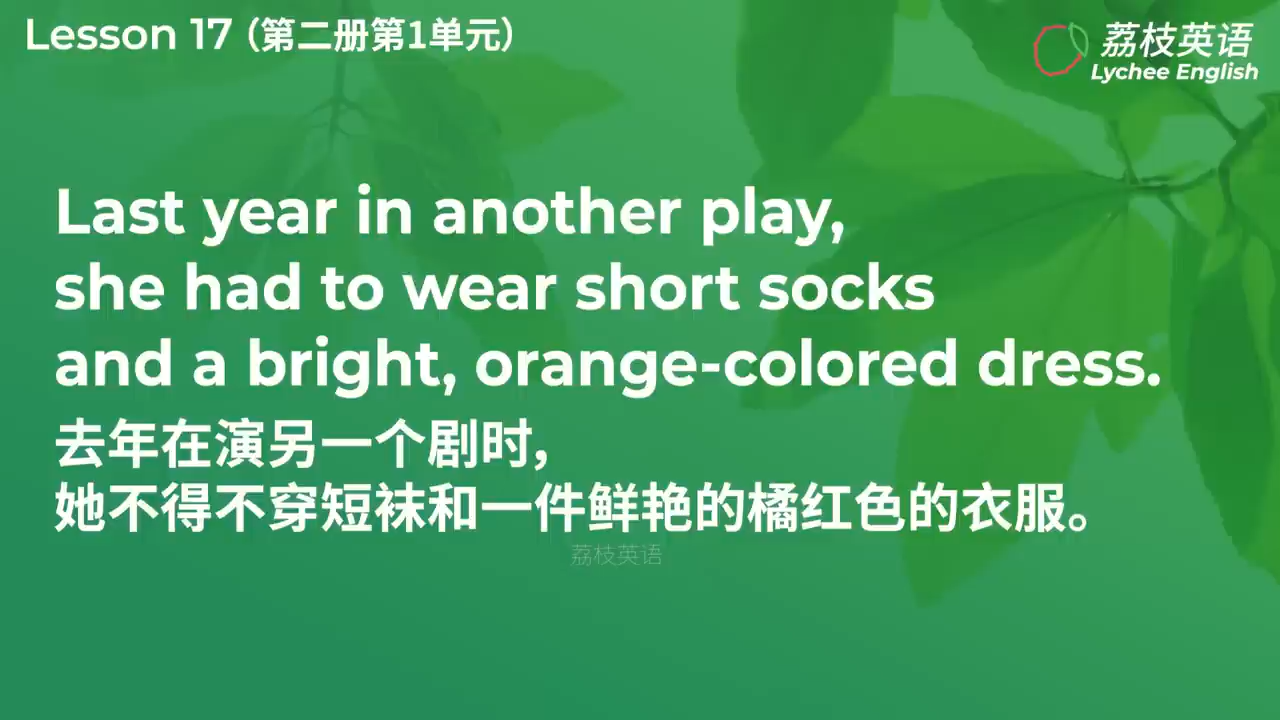 Lesson 17 (第二册第1单元)
荔枝英语
Lychee English
Last year in another play,
she had to wear short socks
and a bright, orange-colored dress.
去年在演另一个剧时,
她不得不穿短袜和一件鲜艳的橘红色的衣服。
荔枝英语